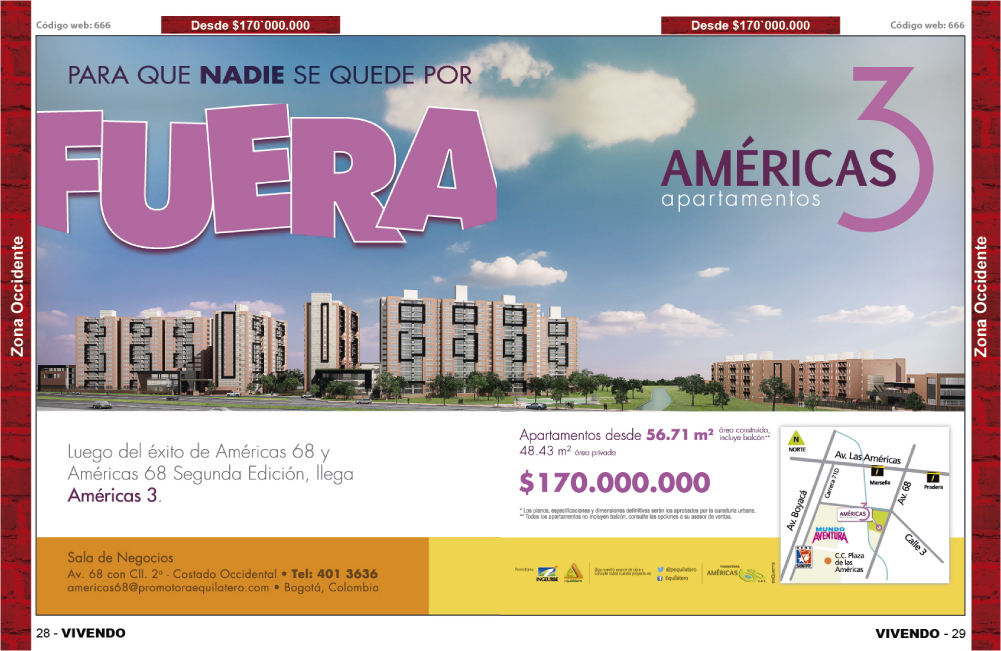 Código web: 666
Desde $170`000.000
Desde $170`000.000
Código web: 666
Zona Occidente
PARA QUE NADIE SE QUEDE POR
FUERA
3
AMÉRICAS
apartamentos
Zona Occidente
Luego del éxito de Américas 68 y
Américas 68 Segunda Edición, llega
Américas 3.
Apartamentos desde 56.71 m² área construida,
incluye balcón**
48.43 m² área privada
$170.000.000
* Los planos, especificaciones y dimensiones definitivas serán los aprobados por la curaduría urbana.
** Todos los apartamentos no incluyen balcón, consulte las opciones a su asesor de ventas.
N
NORTE
Av. Las Américas
Carrera 71D
Marsella
Av. 68
Pradera
Av. Boyacá
AMÉRICAS 3
MUNDO
AVENTURA
Calle 3
C.C. Plaza
de las
Américas
Sala de Negocios
Av. 68 con Cll. 2ª - Costado Occidental • Tel: 401 3636
americas68@promotoraequilatero.com • Bogotá, Colombia
INGEURBE
@pequilatero
equilatero
AMÉRICAS
28 - VIVENDO
VIVENDO - 29